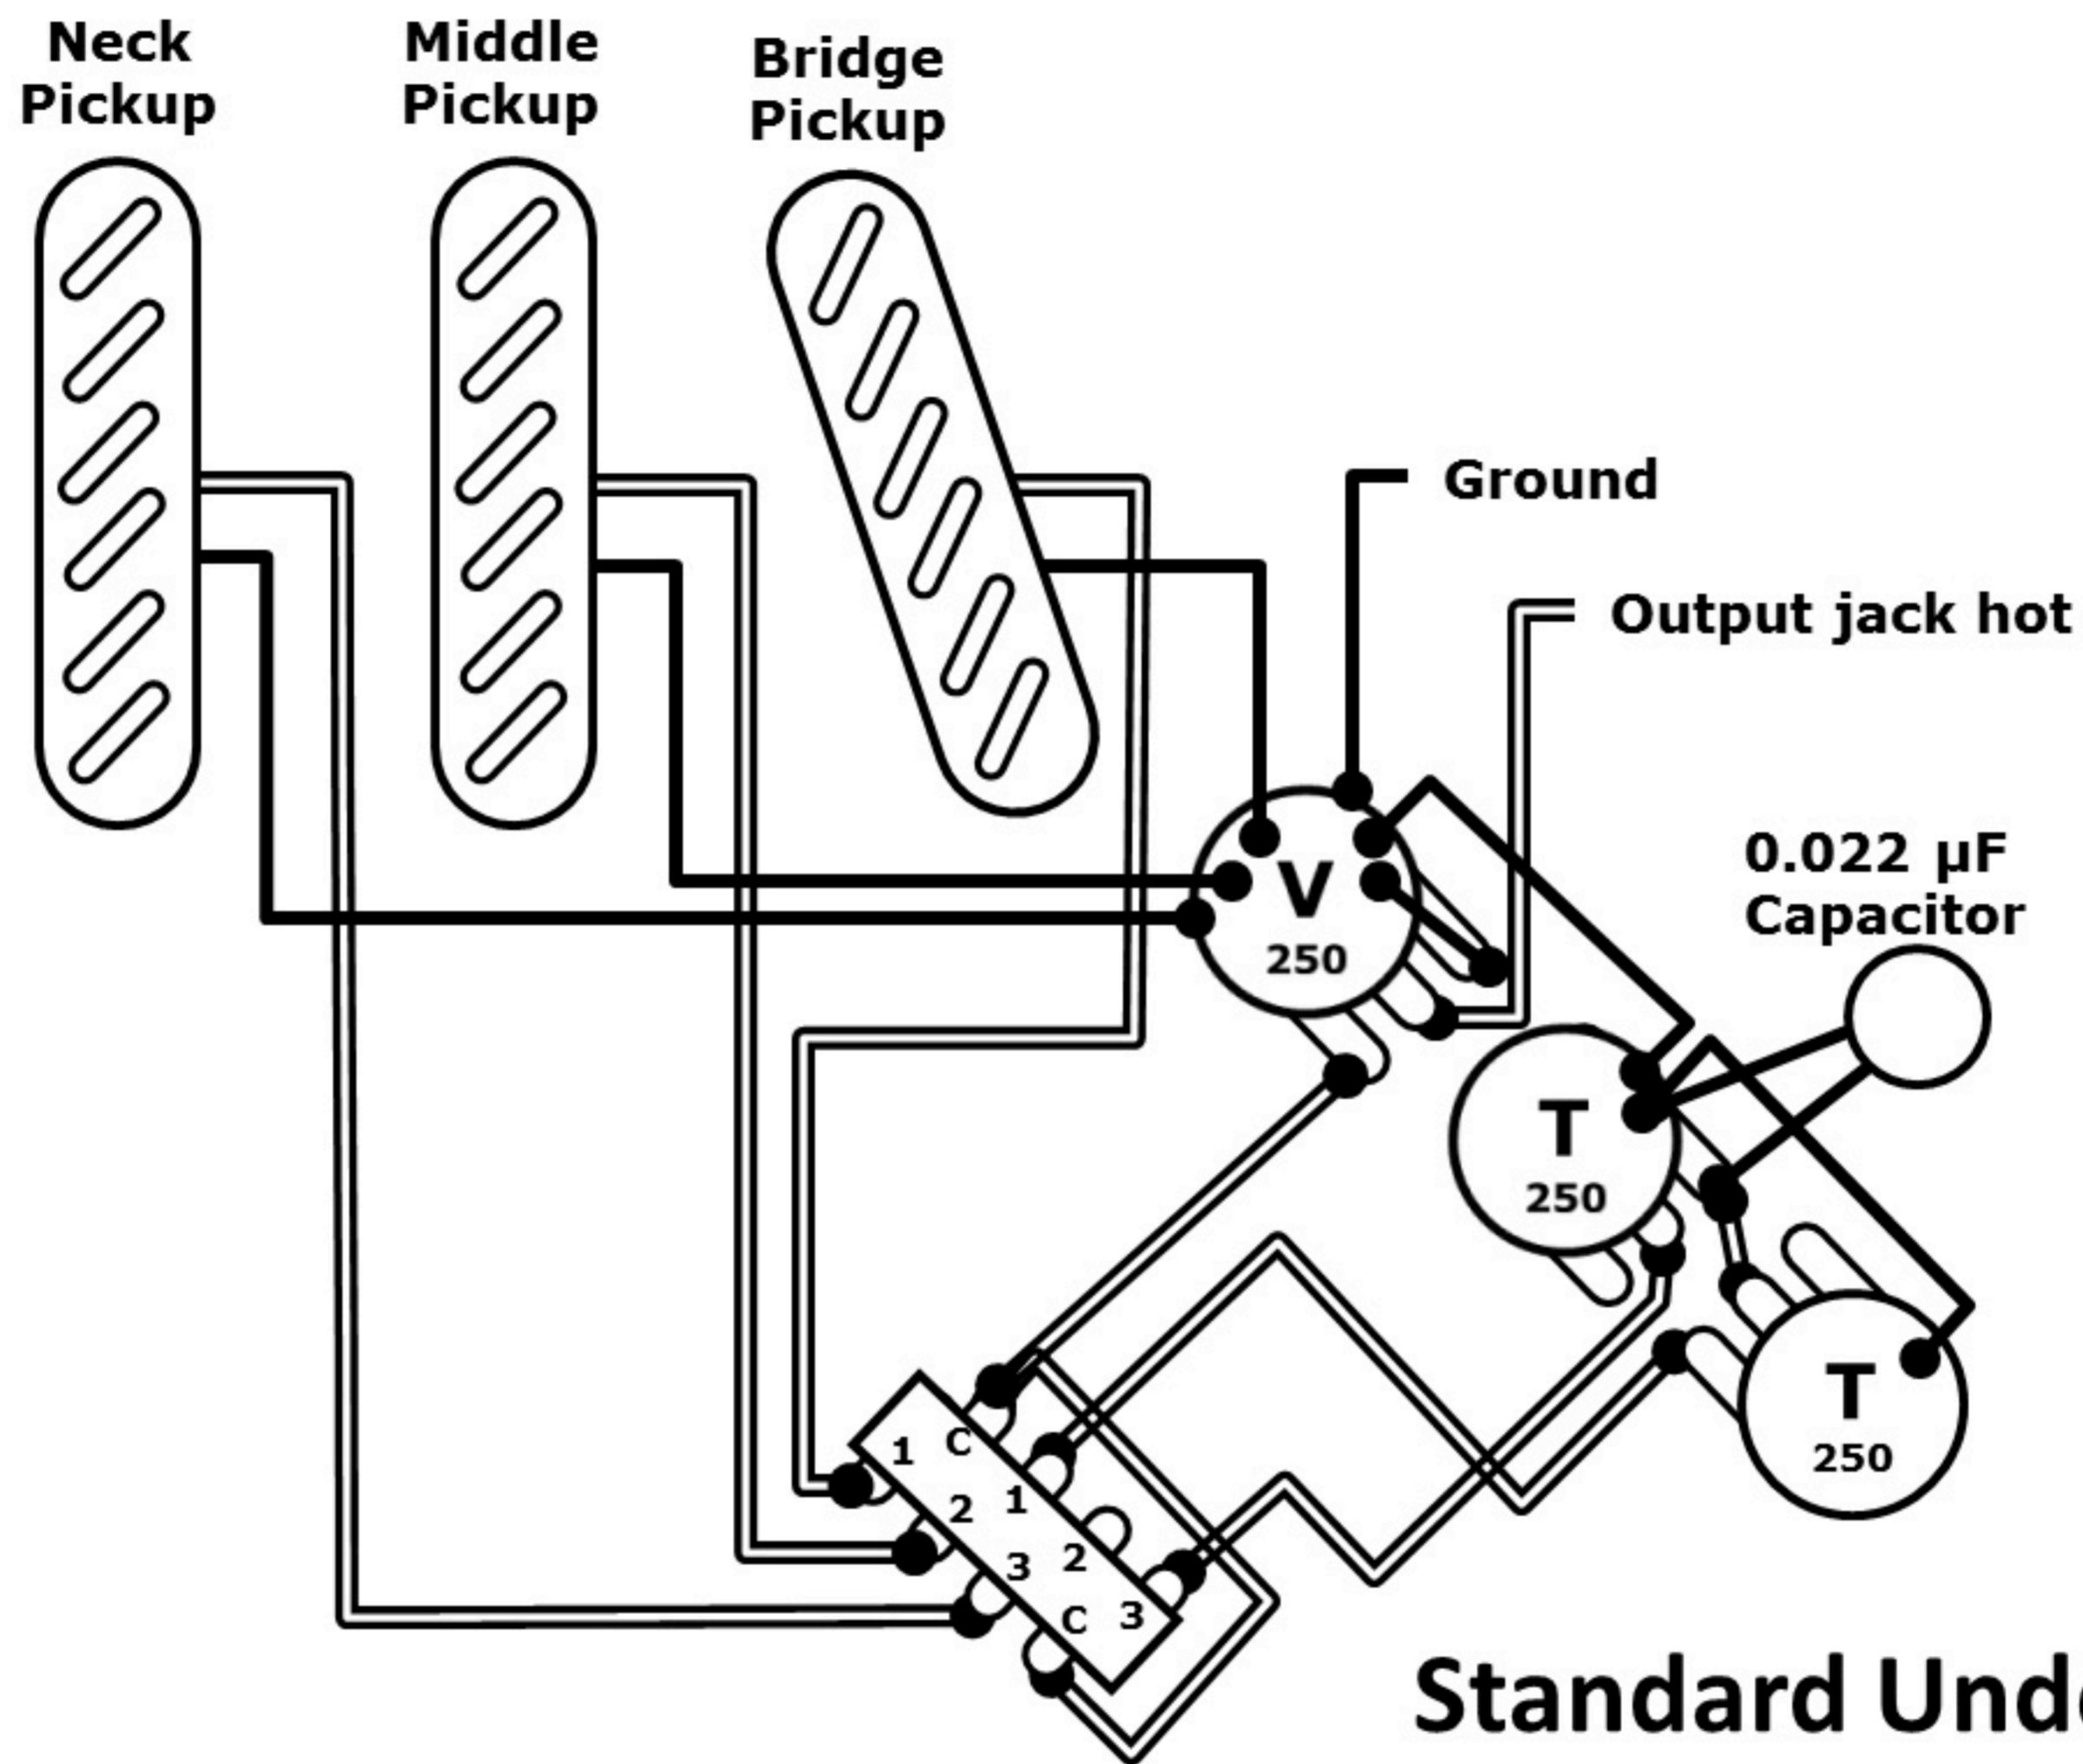 Neck
Pickup
Middle
Pickup
Bridge
Pickup
Ground
Output jack hot
0.022 µF
Capacitor
V
250
T
250
T
250
1
C
2
1
3
2
C
3
Standard